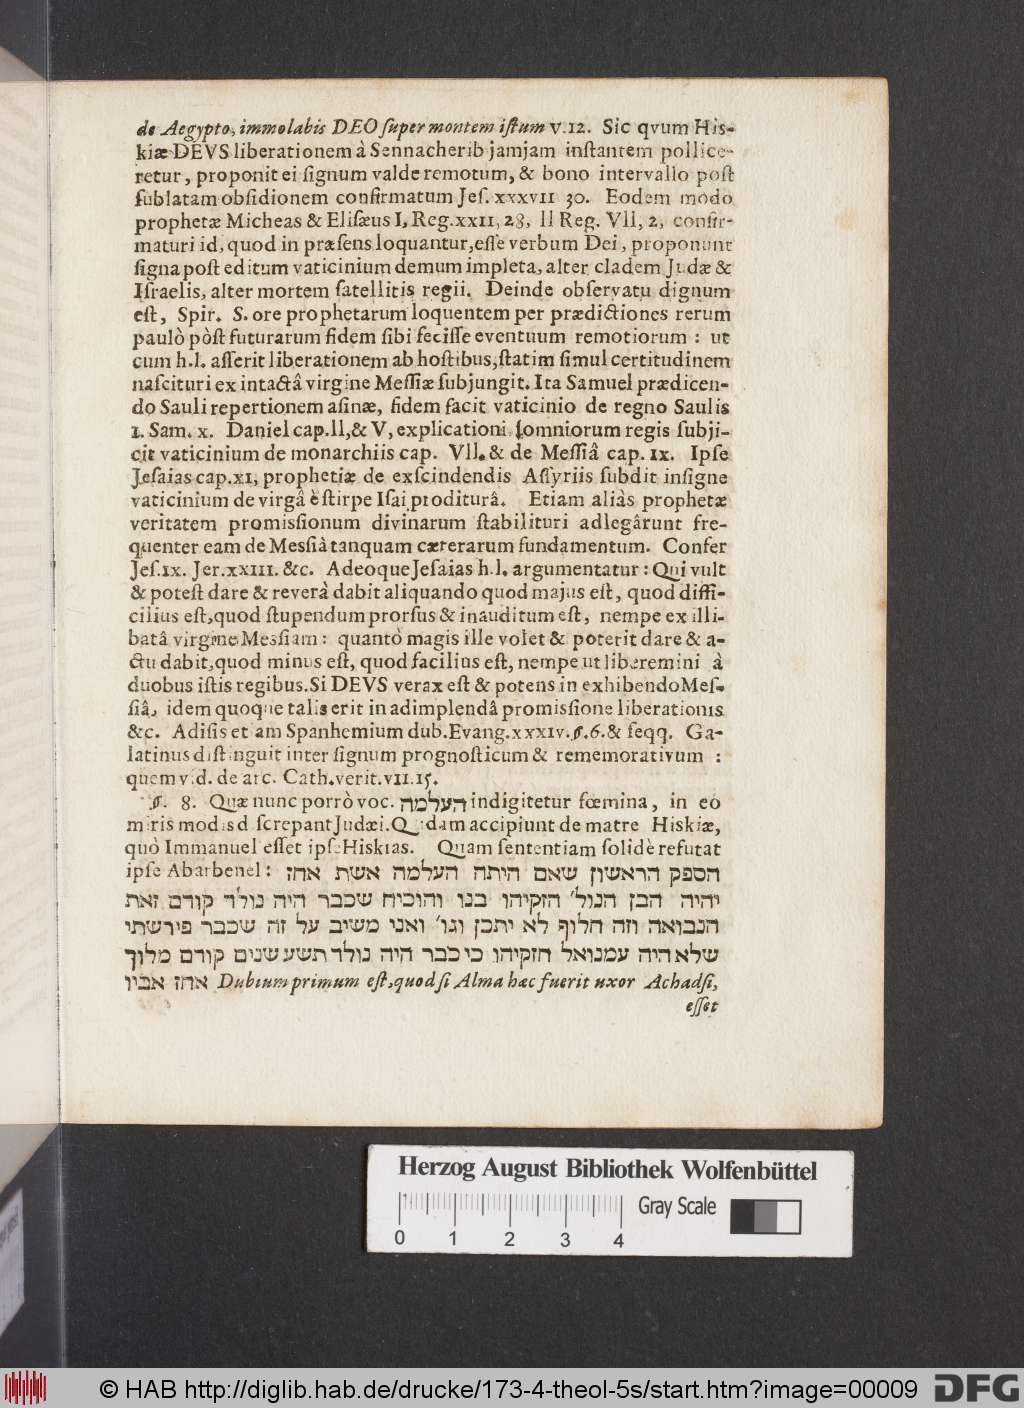 de Aegypto, immolabis DEO ſuper montem iſtum v.12. Sic qvum His-
kiæ DEVS liberationem à Sennacherib jamjam inſtantem pollice-
retur, proponit ei ſignum valde remotum, & bono intervallo poſt
ſublatam obſidionem confirmatum Jeſ. xxxvii 30. Eodem modo
prophetæ Micheas & Eliſæus I, Reg. xxii, 28, II Reg. VII, 2, confir-
maturi id, quod in præſens loquantur, eſſe verbum Dei, proponunt
ſigna poſt editum vaticinium demum impleta, alter cladem Judæ &
Iſraelis, alter mortem ſatellitis regii. Deinde obſervatu dignum
eſt, Spir. S. ore prophetarum loquentem per prædictiones rerum
paulò pòſt futurarum fidem ſibi feciſſe eventuum remotiorum: ut
cum h.l. aſſerit liberationem ab hoſtibus, ſtatim ſimul certitudinem
naſcituri ex intactâ virgine Meſſiæ ſubjungit. Ita Samuel prædicen-
do Sauli repertionem aſinæ, fidem facit vaticinio de regno Saulis
1. Sam. x. Daniel cap. II, & V, explicationi ſomniorum regis ſubji-
cit vaticinium de monarchiis cap. VII. & de Meſſiâ cap. ix. Ipſe
Jeſaias cap. xi, prophetiæ de exſcindendis Aſſyriis ſubdit inſigne
vaticinium de virgâ è ſtirpe Iſai proditurâ. Etiam aliàs prophetæ
veritatem promiſſionum divinarum ſtabilituri adlegârunt fre-
quenter eam de Meſsià tanquam cæterarum fundamentum. Confer
Jeſ. ix. Jer. xxiii. &c. Adeoque Jeſaias h.l. argumentatur: Qui vult
& poteſt dare & reverà dabit aliquando quod majus eſt, quod diffi-
cilius eſt, quod ſtupendum prorſus & inauditum eſt, nempe ex illi-
batâ virgine Meſsiam: quantò magis ille volet & poterit dare & a-
ctu dabit, quod minus eſt, quod facilius eſt, nempe ut liberemini à
duobus iſtis regibus. Si DEVS verax eſt & potens in exhibendo Meſ-
ſiâ, idem quoque talis erit in adimplendâ promiſſione liberationis
&c. Adiſis etiam Spanhemium dub. Evang. xxxiv. §. 6. & ſeqq. Ga-
latinus diſtinguit inter ſignum prognoſticum & rememorativum:
quem vid. de arc. Cath. verit. vii. 15.
§. 8. Quæ nunc porrò voc. העלמה indigitetur fœmina, in eo
miris modis diſcrepant Judæi. Quidam accipiunt de matre Hiskiæ,
quò Immanuel eſſet ipſe Hiskias. Quam ſententiam ſolidè refutat
ipſe Abarbenel: הספק הראשון שאם היתה העלמה אשת אחז
יהיה הבן הנול׳ חזקיהו בנו והוכיח שכבר היה נולד קודם זאת
הנבואה וזה חלוף לא יתכן וגו׳ ואני משיב על זה שכבר פירשתי
שלא היה עמנואל חזקיהו כי כבר היה נולד תשע שנים קודם מלוך
אחז אביו Dubium primum eſt, quod ſi Alma hæc fuerit uxor Achadſi,
eſſet
Herzog August Bibliothek Wolfenbüttel
Gray Scale
0 1 2 3 4
© HAB http://diglib.hab.de/drucke/173-4-theol-5s/start.htm?image=00009
DFG